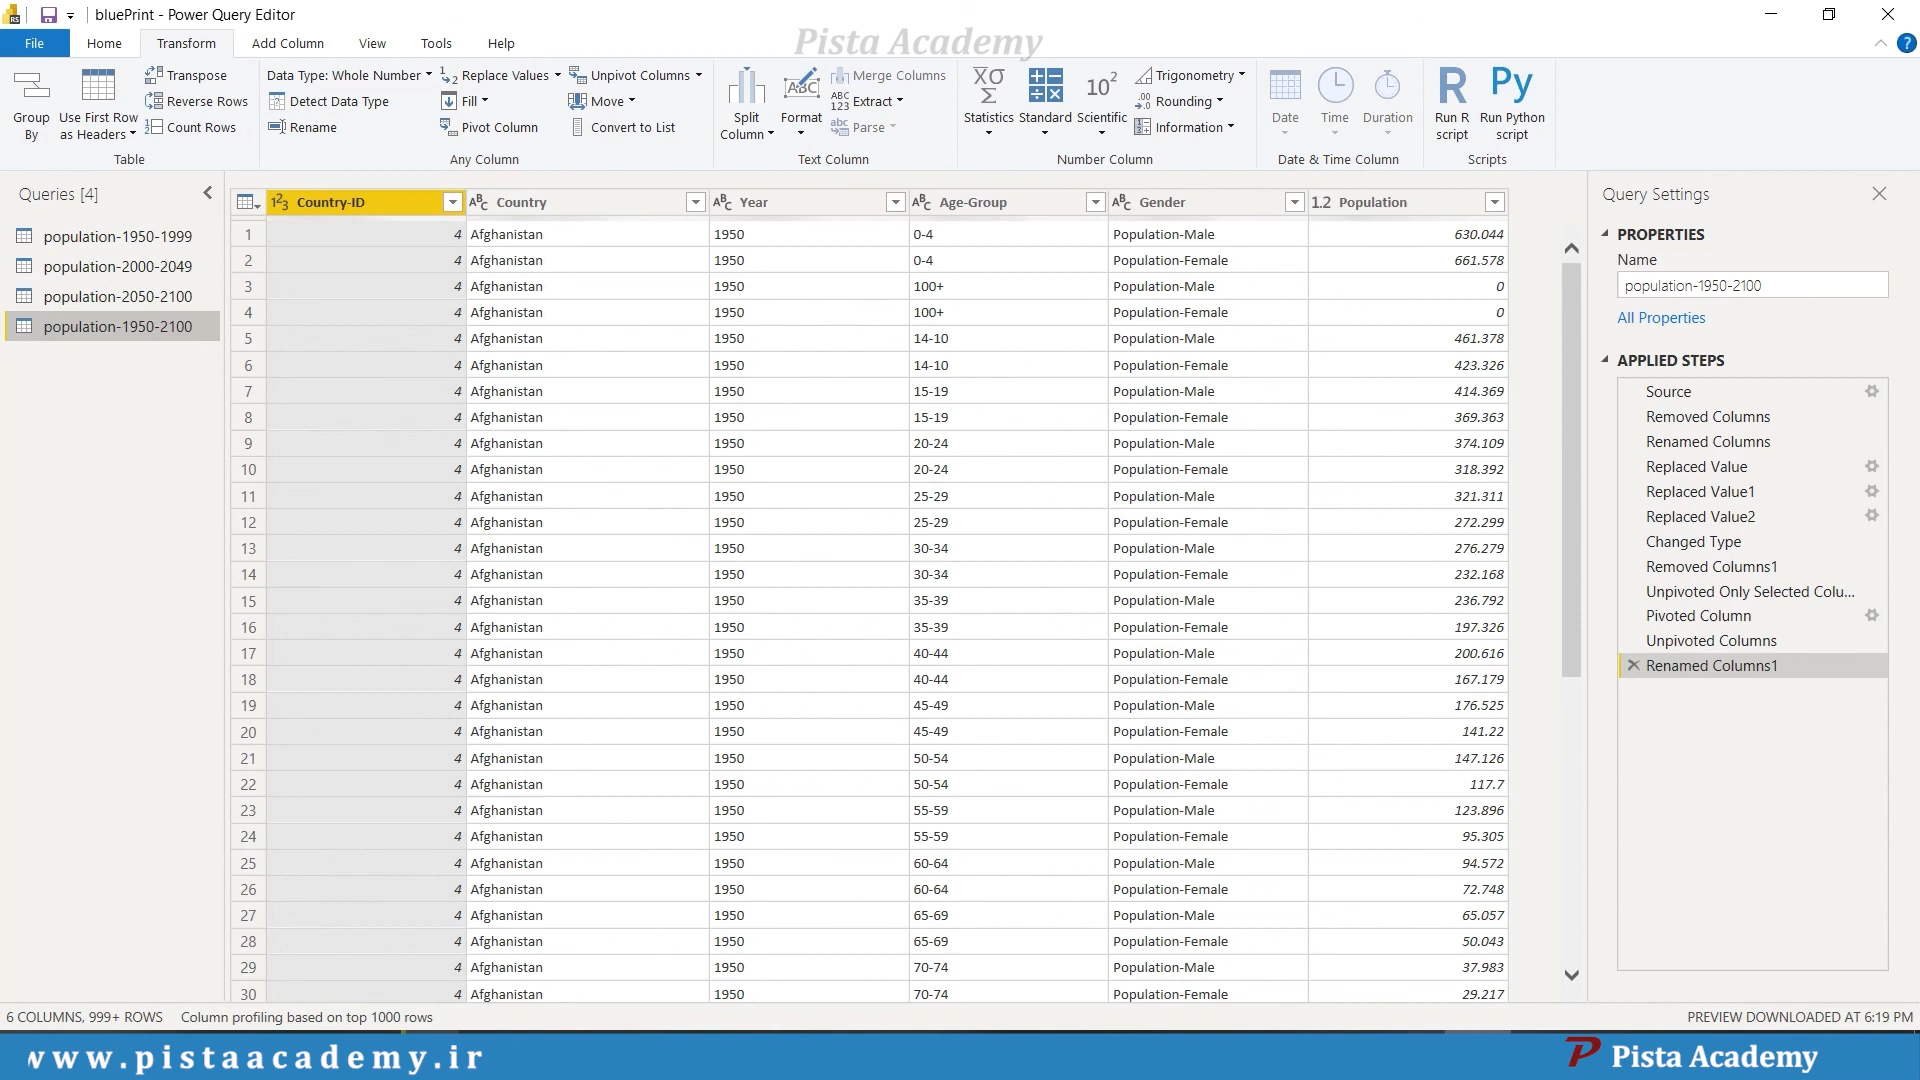 bluePrint - Power Query Editor
Pista Academy
File Home Transform Add Column View Tools Help
Group By
Use First Row as Headers
Transpose
Reverse Rows
Count Rows
Table
Data Type: Whole Number
Detect Data Type
Rename
Replace Values
Fill
Pivot Column
Unpivot Columns
Move
Convert to List
Any Column
Split Column
Format
Merge Columns
Extract
Parse
Text Column
Statistics
Standard
Scientific
Trigonometry
Rounding
Information
Number Column
Date
Time
Duration
Date & Time Column
Run R script
Run Python script
Scripts
Queries [4]
population-1950-1999
population-2000-2049
population-2050-2100
population-1950-2100
Country-ID Country Year Age-Group Gender 1.2 Population
1 4 Afghanistan 1950 0-4 Population-Male 630.044
2 4 Afghanistan 1950 0-4 Population-Female 661.578
3 4 Afghanistan 1950 100+ Population-Male 0
4 4 Afghanistan 1950 100+ Population-Female 0
5 4 Afghanistan 1950 14-10 Population-Male 461.378
6 4 Afghanistan 1950 14-10 Population-Female 423.326
7 4 Afghanistan 1950 15-19 Population-Male 414.369
8 4 Afghanistan 1950 15-19 Population-Female 369.363
9 4 Afghanistan 1950 20-24 Population-Male 374.109
10 4 Afghanistan 1950 20-24 Population-Female 318.392
11 4 Afghanistan 1950 25-29 Population-Male 321.311
12 4 Afghanistan 1950 25-29 Population-Female 272.299
13 4 Afghanistan 1950 30-34 Population-Male 276.279
14 4 Afghanistan 1950 30-34 Population-Female 232.168
15 4 Afghanistan 1950 35-39 Population-Male 236.792
16 4 Afghanistan 1950 35-39 Population-Female 197.326
17 4 Afghanistan 1950 40-44 Population-Male 200.616
18 4 Afghanistan 1950 40-44 Population-Female 167.179
19 4 Afghanistan 1950 45-49 Population-Male 176.525
20 4 Afghanistan 1950 45-49 Population-Female 141.22
21 4 Afghanistan 1950 50-54 Population-Male 147.126
22 4 Afghanistan 1950 50-54 Population-Female 117.7
23 4 Afghanistan 1950 55-59 Population-Male 123.896
24 4 Afghanistan 1950 55-59 Population-Female 95.305
25 4 Afghanistan 1950 60-64 Population-Male 94.572
26 4 Afghanistan 1950 60-64 Population-Female 72.748
27 4 Afghanistan 1950 65-69 Population-Male 65.057
28 4 Afghanistan 1950 65-69 Population-Female 50.043
29 4 Afghanistan 1950 70-74 Population-Male 37.983
30 4 Afghanistan 1950 70-74 Population-Female 29.217
Query Settings
PROPERTIES
Name
population-1950-2100
All Properties
APPLIED STEPS
Source
Removed Columns
Renamed Columns
Replaced Value
Replaced Value1
Replaced Value2
Changed Type
Removed Columns1
Unpivoted Only Selected Colu...
Pivoted Column
Unpivoted Columns
Renamed Columns1
6 COLUMNS, 999+ ROWS Column profiling based on top 1000 rows
PREVIEW DOWNLOADED AT 6:19 PM
www.pistaacademy.ir
Pista Academy